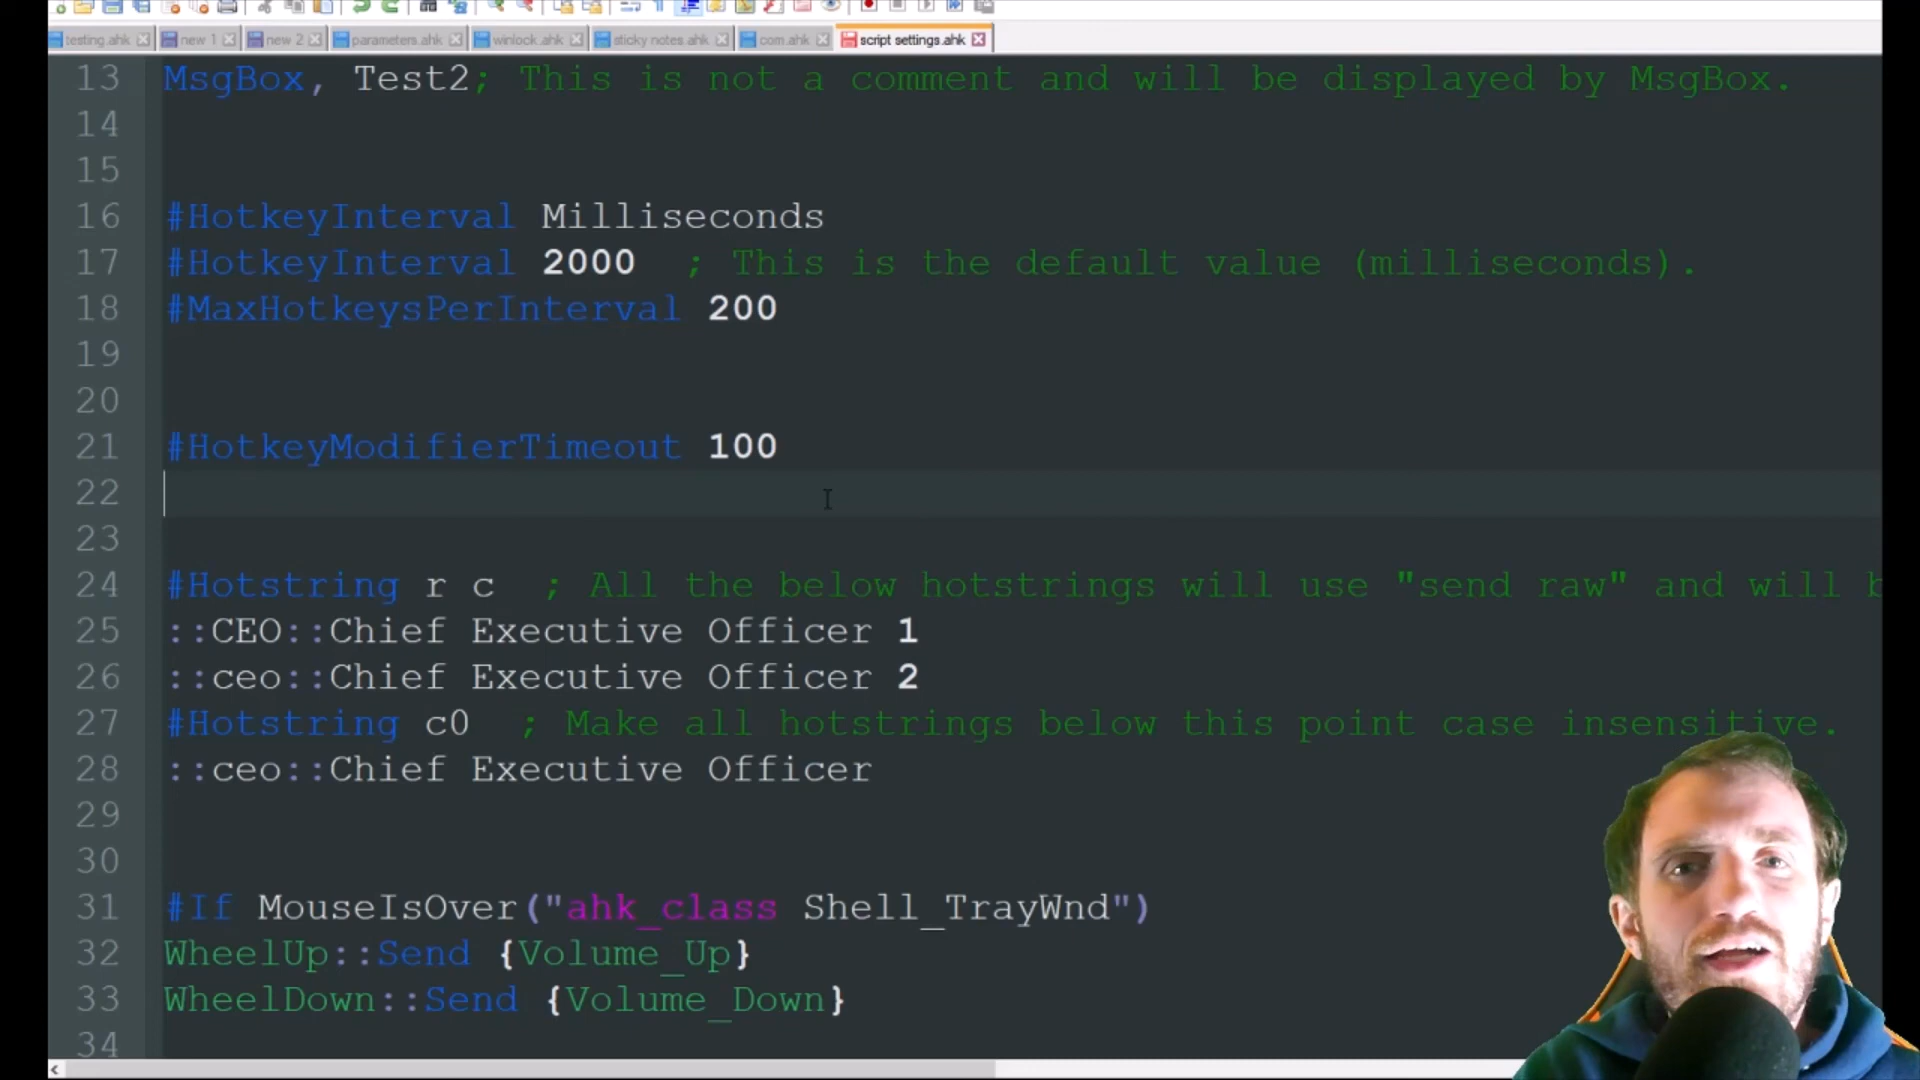 testing.ahk new 1 new 2 parameters.ahk winlock.ahk sticky notes.ahk com.ahk script settings.ahk
13 MsgBox, Test2; This is not a comment and will be displayed by MsgBox.
14
15
16 #HotkeyInterval Milliseconds
17 #HotkeyInterval 2000 ; This is the default value (milliseconds).
18 #MaxHotkeysPerInterval 200
19
20
21 #HotkeyModifierTimeout 100
22
23
24 #Hotstring r c ; All the below hotstrings will use "send raw" and will
25 ::CEO::Chief Executive Officer 1
26 ::ceo::Chief Executive Officer 2
27 #Hotstring c0 ; Make all hotstrings below this point case insensitive.
28 ::ceo::Chief Executive Officer
29
30
31 #If MouseIsOver("ahk_class Shell_TrayWnd")
32 WheelUp::Send {Volume_Up}
33 WheelDown::Send {Volume_Down}
34